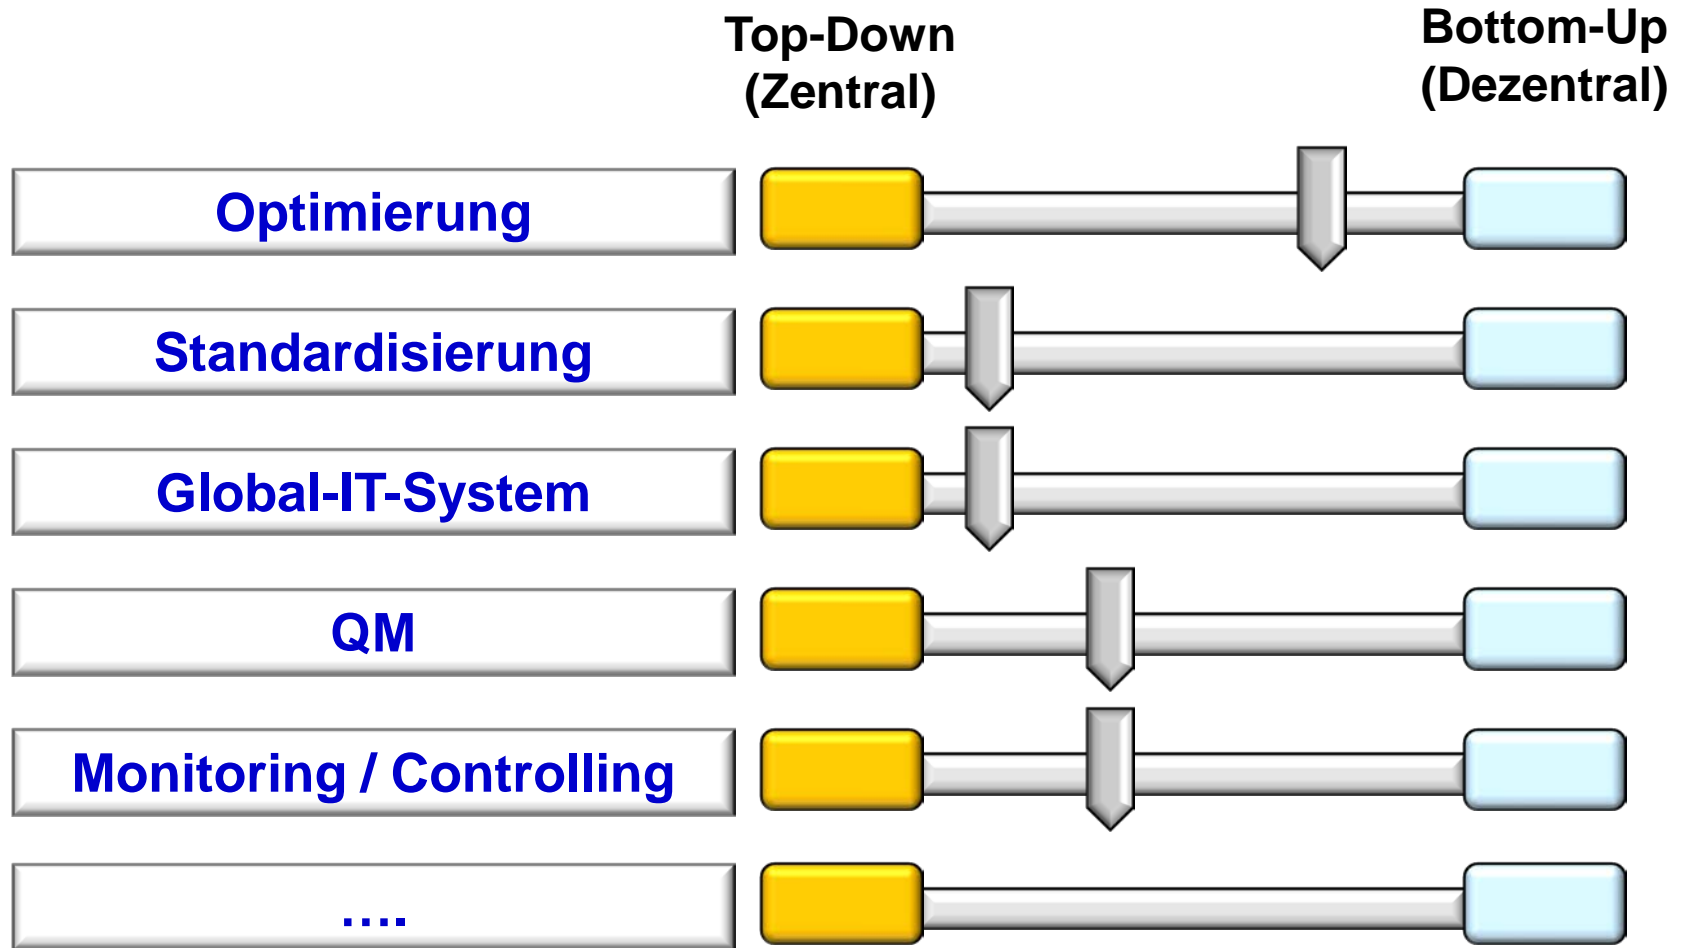 Top-Down
(Zentral)
Bottom-Up
(Dezentral)
Optimierung
Standardisierung
Global-IT-System
QM
Monitoring / Controlling
....